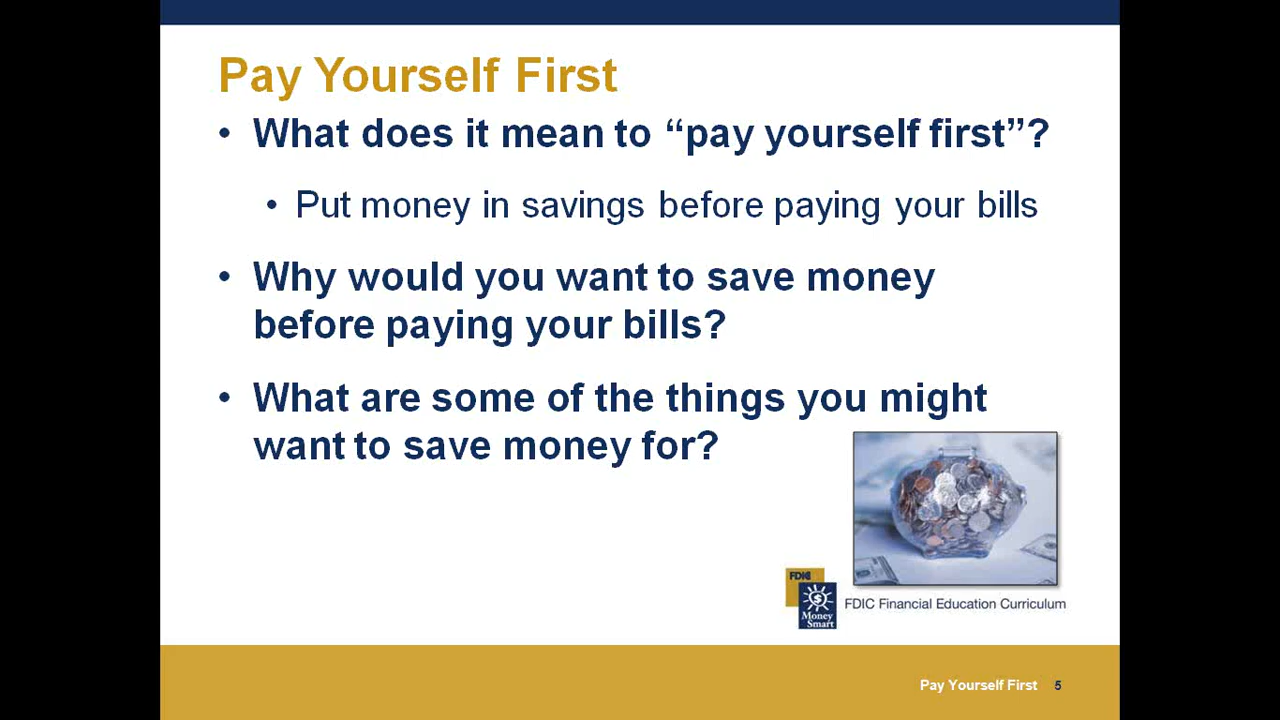 Pay Yourself First
• What does it mean to “pay yourself first”?
• Put money in savings before paying your bills
• Why would you want to save money
before paying your bills?
• What are some of the things you might
want to save money for?
FDIC
Money
Smart
FDIC Financial Education Curriculum
Pay Yourself First 5